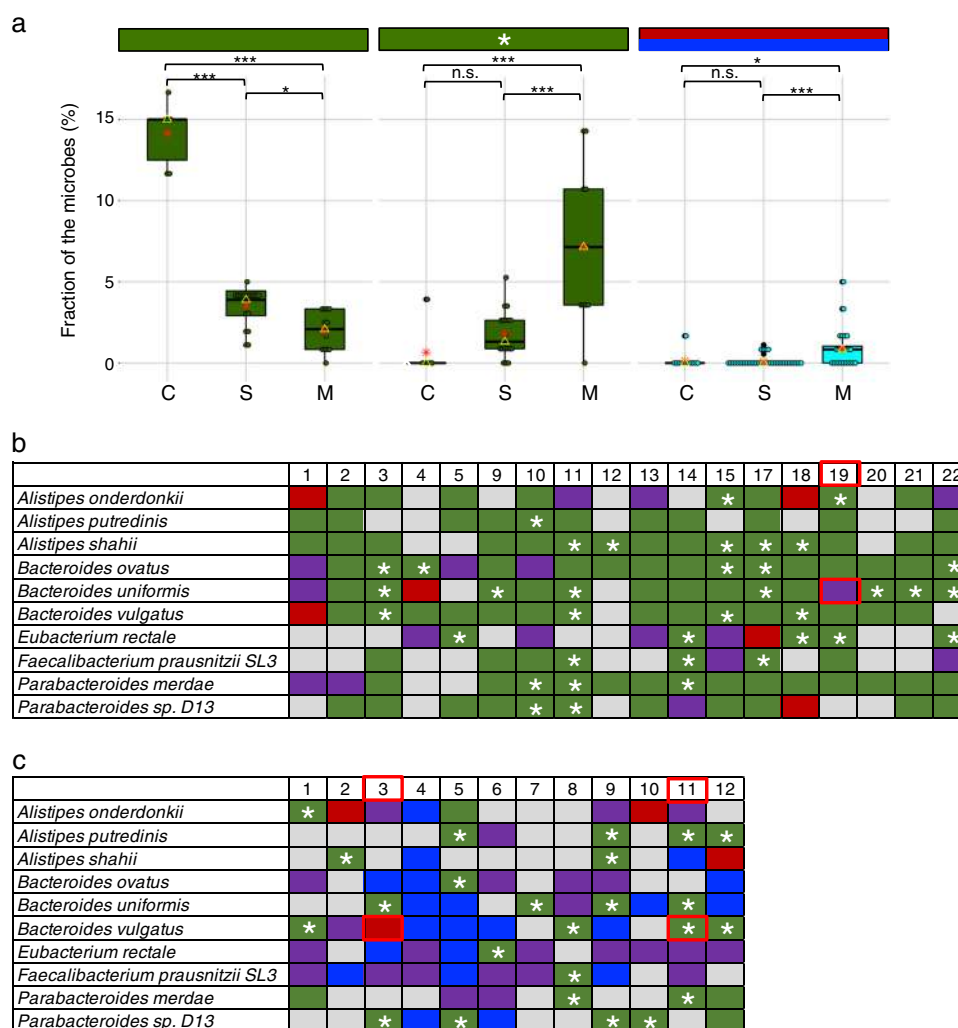 a
*
*** *** *
*** n.s. n.s.
* *** ***
Fraction of the microbes (%)
15
10
5
0
C S M C S M C S M
b
1 2 3 4 5 9 10 11 12 13 14 15 17 18 19 20 21 22
Alistipes onderdonkii * *
Alistipes putredinis *
Alistipes shahii * * * * *
Bacteroides ovatus * * * * *
Bacteroides uniformis * * * * * * *
Bacteroides vulgatus * * * *
Eubacterium rectale * * * * *
Faecalibacterium prausnitzii SL3 * * *
Parabacteroides merdae * * *
Parabacteroides sp. D13 * *
c
1 2 3 4 5 6 7 8 9 10 11 12
Alistipes onderdonkii *
Alistipes putredinis * * * *
Alistipes shahii * *
Bacteroides ovatus *
Bacteroides uniformis * * * *
Bacteroides vulgatus * * * *
Eubacterium rectale *
Faecalibacterium prausnitzii SL3 *
Parabacteroides merdae * *
Parabacteroides sp. D13 * * * *